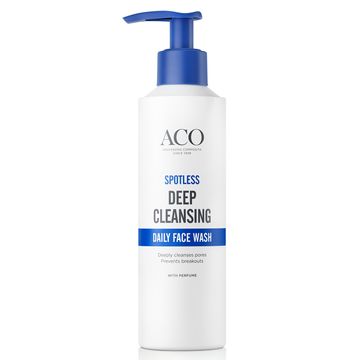 ACO
SINCE 1939
SPOTLESS
DEEP
CLEANSING
DAILY FACE WASH
Deeply cleanses pores
Prevents breakouts
WITH PERFUME